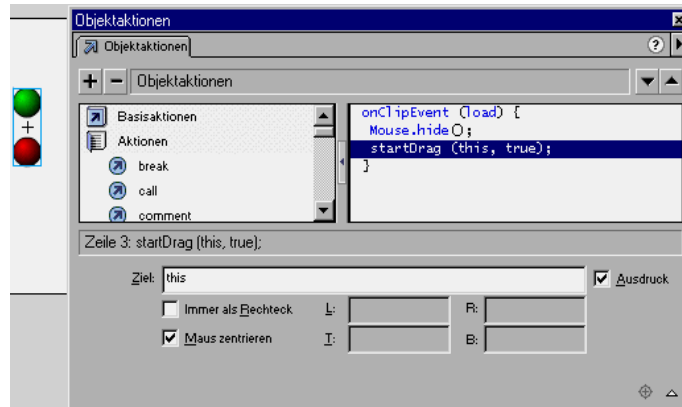 Objektaktionen
Objektaktionen
Objektaktionen
Basisaktionen
Aktionen
break
call
comment
onClipEvent (load) {
Mouse.hide();
startDrag (this, true);
}
Zeile 3: startDrag (this, true);
Ziel: this
Ausdruck
Immer als Rechteck L: R:
Maus zentrieren T: B: